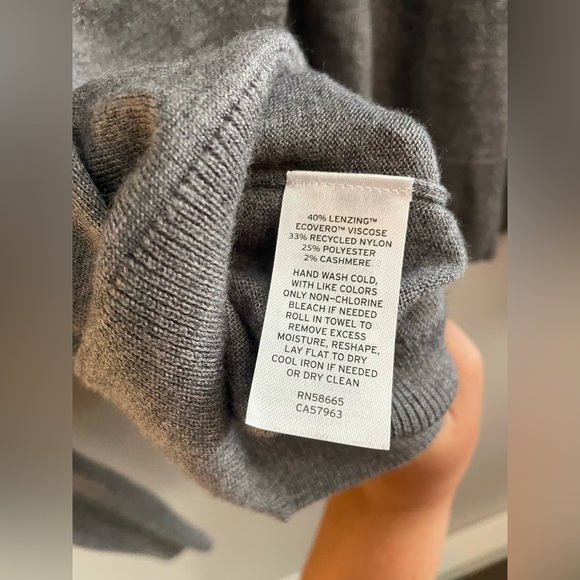 40% LENZING™
ECOVERO™ VISCOSE
33% RECYCLED NYLON
25% POLYESTER
2% CASHMERE
HAND WASH COLD,
WITH LIKE COLORS
ONLY NON-CHLORINE
BLEACH IF NEEDED
ROLL IN TOWEL TO
REMOVE EXCESS
MOISTURE, RESHAPE,
LAY FLAT TO DRY
COOL IRON IF NEEDED
OR DRY CLEAN
RN58665
CA57963